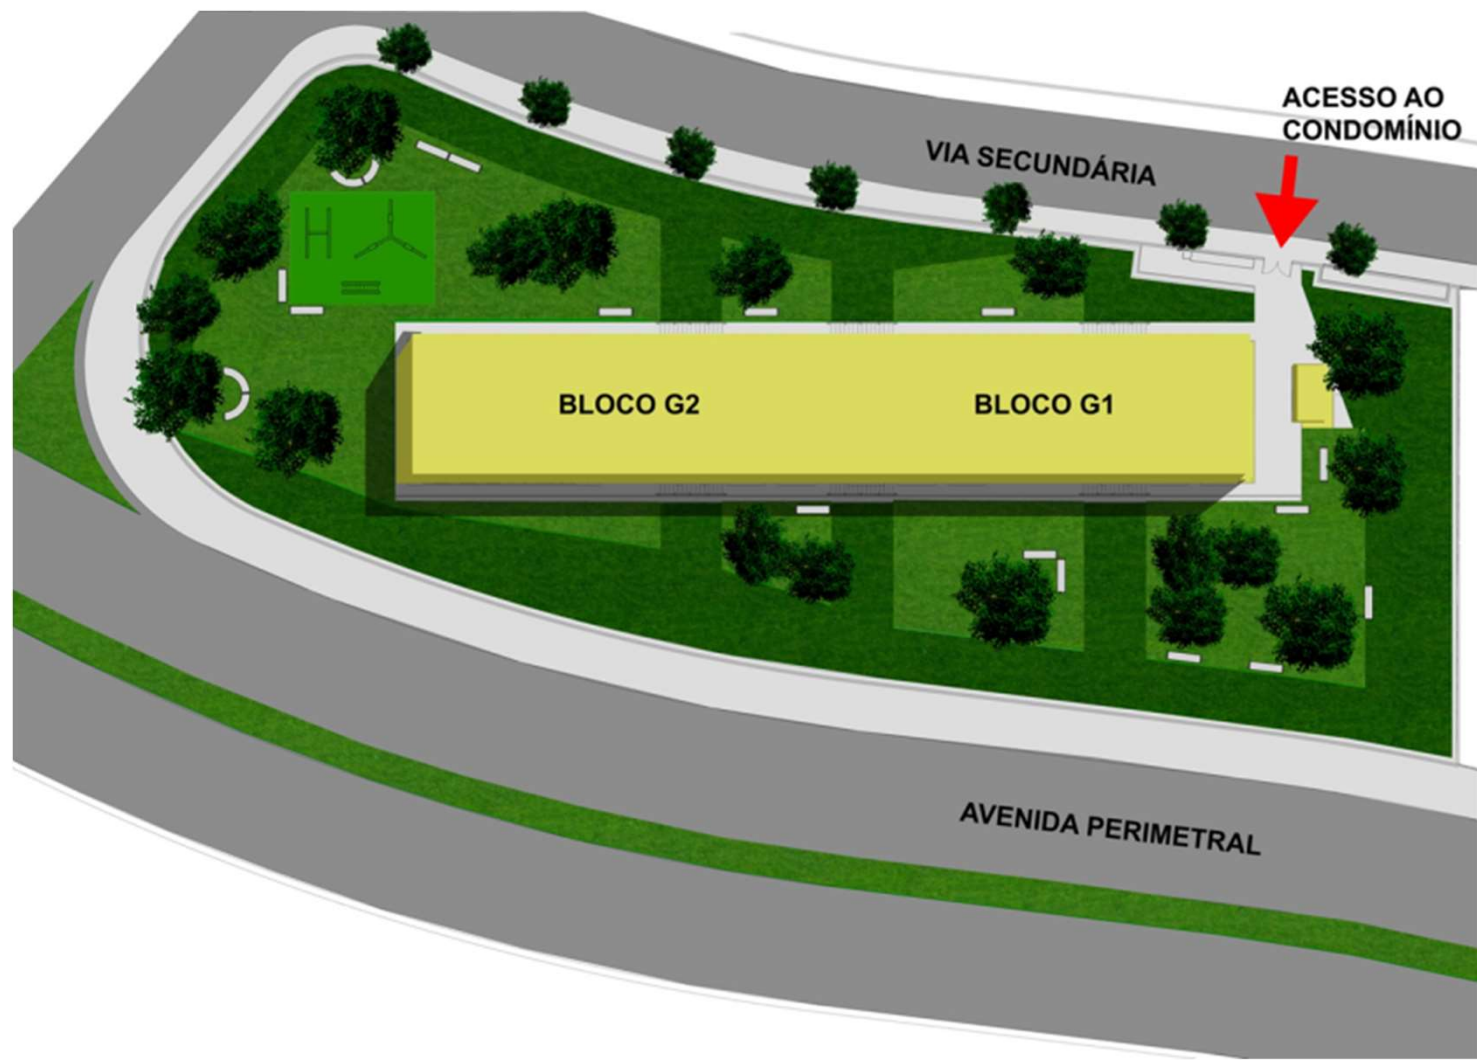 ACESSO AO
CONDOMÍNIO
VIA SECUNDÁRIA
BLOCO G2
BLOCO G1
AVENIDA PERIMETRAL